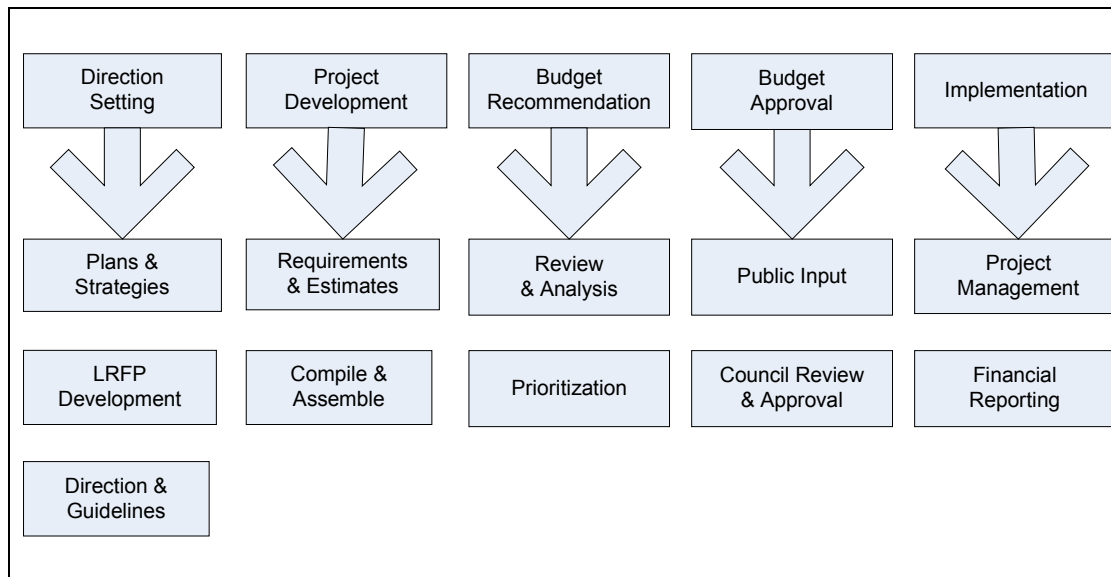 Direction
Setting
Project
Development
Budget
Recommendation
Budget
Approval
Implementation
Plans &
Strategies
Requirements
& Estimates
Review
& Analysis
Public Input
Project
Management
LRFP
Development
Compile &
Assemble
Prioritization
Council Review
& Approval
Financial
Reporting
Direction &
Guidelines